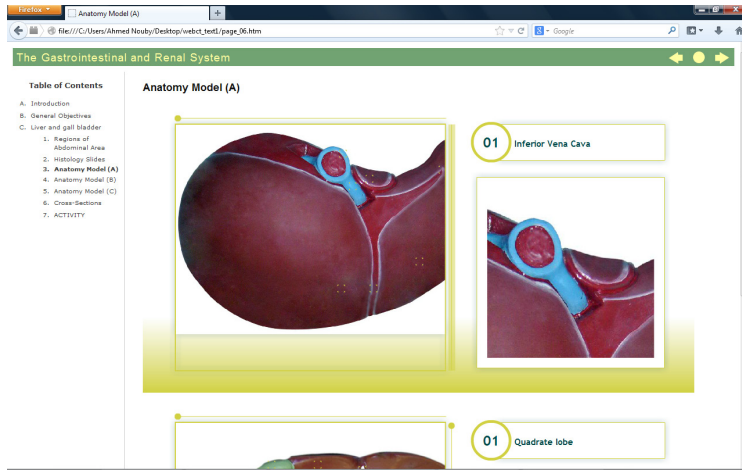 Firefox
Anatomy Model (A)
file:///C:/Users/Ahmed Nouby/Desktop/webct_text1/page_06.htm
Google
The Gastrointestinal and Renal System
Table of Contents
A. Introduction
B. General Objectives
C. Liver and gall bladder
1. Regions of
Abdominal Area
2. Histology Slides
3. Anatomy Model (A)
4. Anatomy Model (B)
5. Anatomy Model (C)
6. Cross-Sections
7. ACTIVITY
Anatomy Model (A)
01 Inferior Vena Cava
01 Quadrate lobe